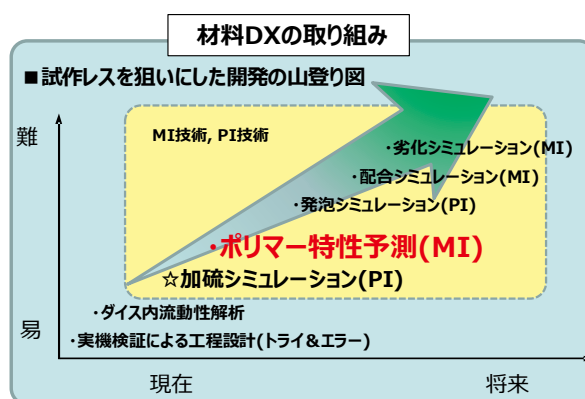 材料DXの取り組み
■試作レスを狙いにした開発の山登り図
難
MI技術, PI技術
・劣化シミュレーション(MI)
・配合シミュレーション(MI)
・発泡シミュレーション(PI)
・ポリマー特性予測(MI)
☆加硫シミュレーション(PI)
・ダイス内流動性解析
易
・実機検証による工程設計(トライ&エラー)
現在
将来